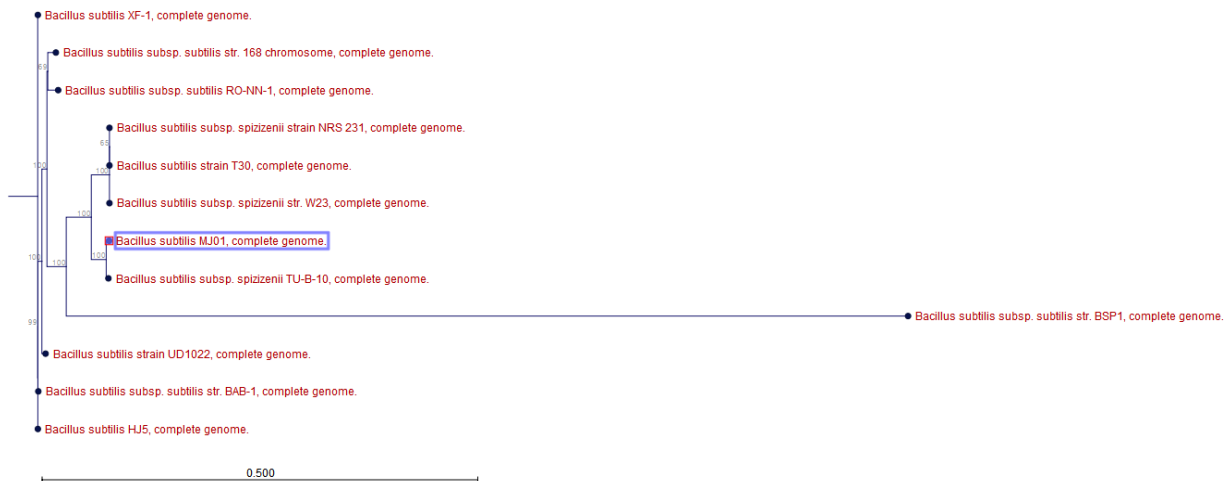 Bacillus subtilis XF-1, complete genome.
Bacillus subtilis subsp. subtilis str. 168 chromosome, complete genome.
69
Bacillus subtilis subsp. subtilis RO-NN-1, complete genome.
Bacillus subtilis subsp. spizizenii strain NRS 231, complete genome.
65
100
Bacillus subtilis strain T30, complete genome.
100
Bacillus subtilis subsp. spizizenii str. W23, complete genome.
100
Bacillus subtilis MJ01, complete genome.
100
100
100
Bacillus subtilis subsp. spizizenii TU-B-10, complete genome.
Bacillus subtilis subsp. subtilis str. BSP1, complete genome.
99
Bacillus subtilis strain UD1022, complete genome.
Bacillus subtilis subsp. subtilis str. BAB-1, complete genome.
Bacillus subtilis HJ5, complete genome.
0.500